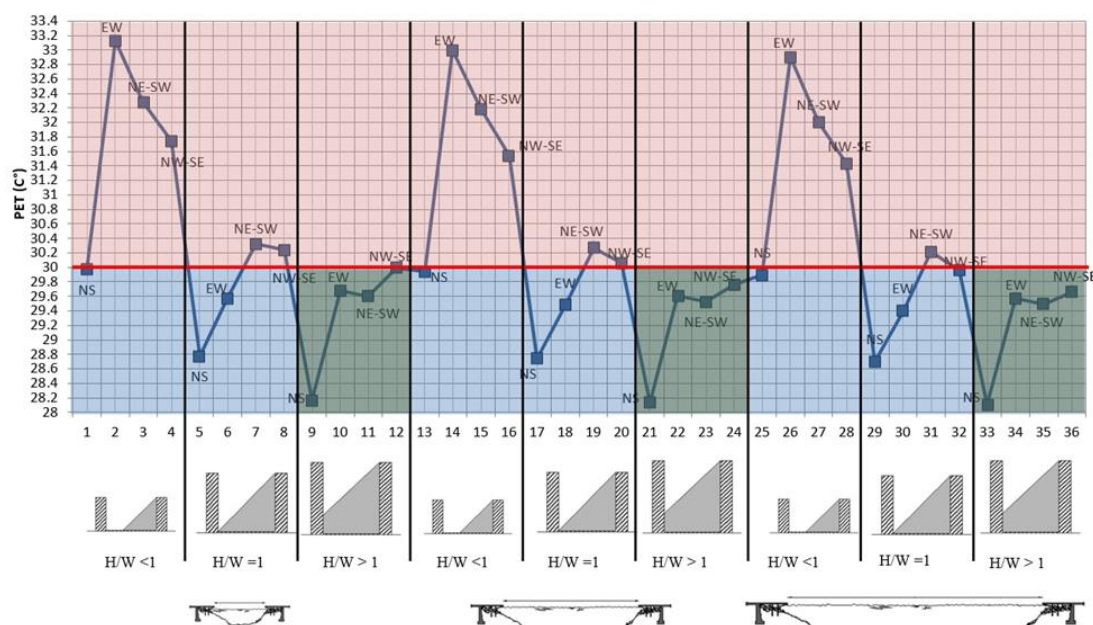 33.4
33.2
33
32.8
32.6
32.4
32.2
32
31.8
31.6
31.4
31.2
31
30.8
30.6
30.4
30.2
30
29.8
29.6
29.4
29.2
29
28.8
28.6
28.4
28.2
28
PET (C°)
NS
EW
NE-SW
NW-SE
NS
EW
NE-SW
NW-SE
NS
EW
NE-SW
NW-SE
NS
EW
NE-SW
NW-SE
NS
EW
NE-SW
NW-SE
NS
EW
NE-SW
NW-SE
NS
EW
NE-SW
NW-SE
NS
EW
NE-SW
NW-SE
NS
EW
NE-SW
NW-SE
1 2 3 4 5 6 7 8 9 10 11 12 13 14 15 16 17 18 19 20 21 22 23 24 25 26 27 28 29 30 31 32 33 34 35 36
H/W <1 H/W =1 H/W > 1 H/W <1 H/W =1 H/W > 1 H/W <1 H/W =1 H/W > 1